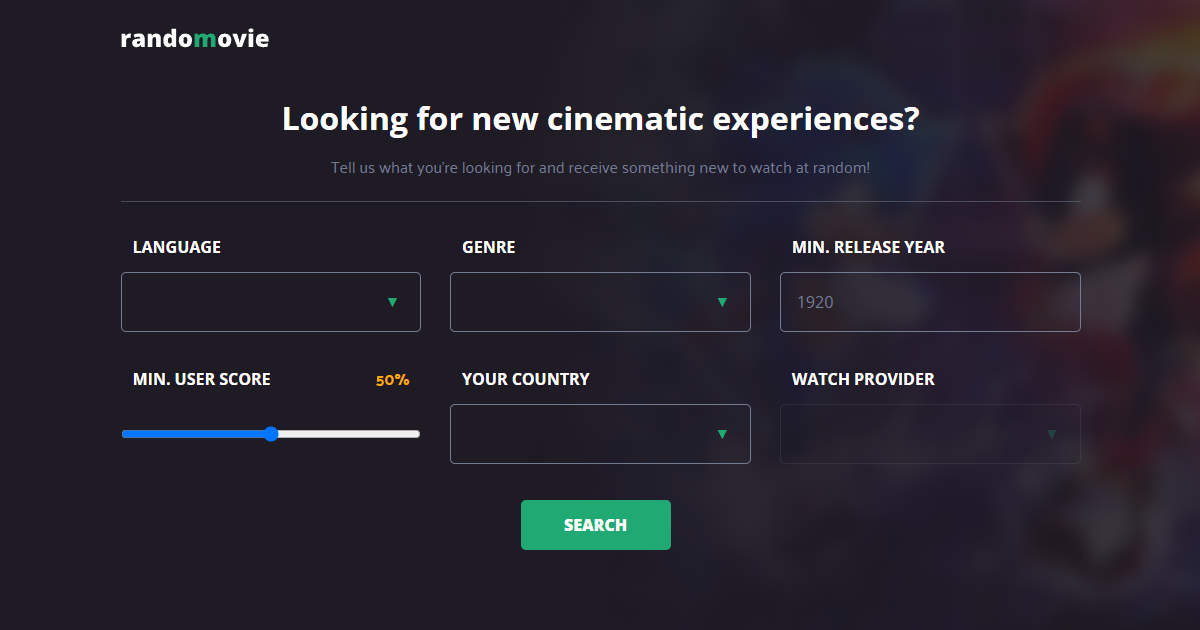 randomovie
Looking for new cinematic experiences?
Tell us what you're looking for and receive something new to watch at random!
LANGUAGE
GENRE
MIN. RELEASE YEAR
▼
▼
1920
MIN. USER SCORE
50%
YOUR COUNTRY
WATCH PROVIDER
▼
▼
SEARCH